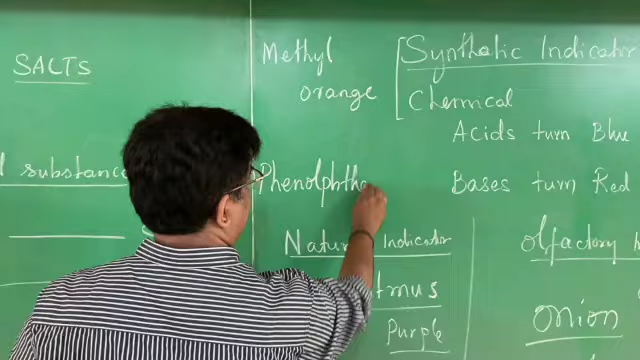 SALTS
substance
Methyl
orange
Synthetic Indicator
Chemical
Acids turn Blue
Phenolphtha
Bases turn Red
Natur Indicator
tmus
Purple
Olfactory
onion